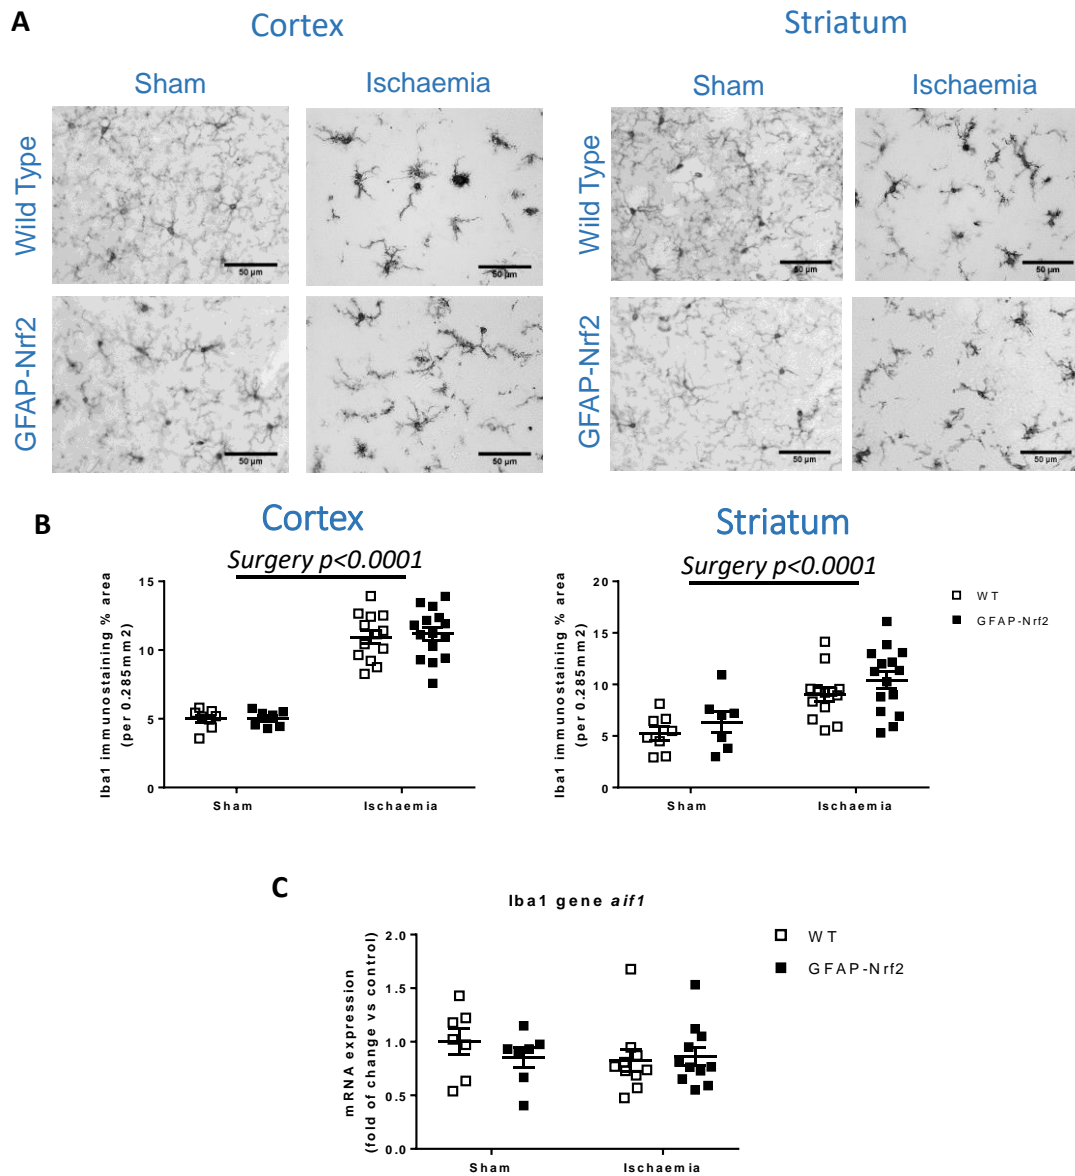 A
Cortex
Striatum
Sham
Ischaemia
Sham
Ischaemia
Wild Type
50 µm
50 µm
Wild Type
50 µm
50 µm
GFAP-Nrf2
50 µm
50 µm
GFAP-Nrf2
50 µm
50 µm
B
Cortex
Striatum
Surgery p<0.0001
Surgery p<0.0001
Iba1 immunostaining % area
(per 0.285mm2)
15
10
5
0
Sham
Ischaemia
Iba1 immunostaining % area
(per 0.285mm2)
20
15
10
5
0
Sham
Ischaemia
WT
GFAP-Nrf2
C
Iba1 gene aif1
mRNA expression
(fold of change vs control)
2.0
1.5
1.0
0.5
0.0
Sham
Ischaemia
WT
GFAP-Nrf2